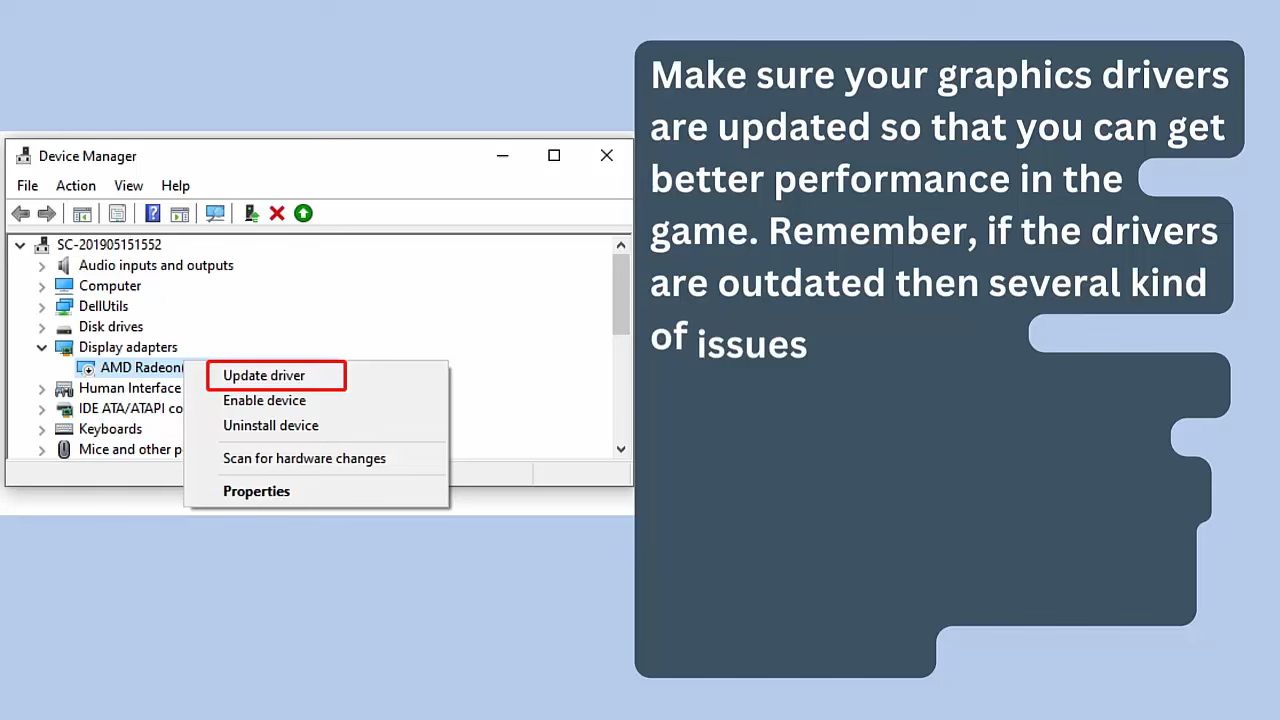 Device Manager
File Action View Help
SC-201905151552
Audio inputs and outputs
Computer
DellUtils
Disk drives
Display adapters
AMD Radeon(
Human Interface
IDE ATA/ATAPI co
Keyboards
Mice and other p
Update driver
Enable device
Uninstall device
Scan for hardware changes
Properties
Make sure your graphics drivers
are updated so that you can get
better performance in the
game. Remember, if the drivers
are outdated then several kind
of issues